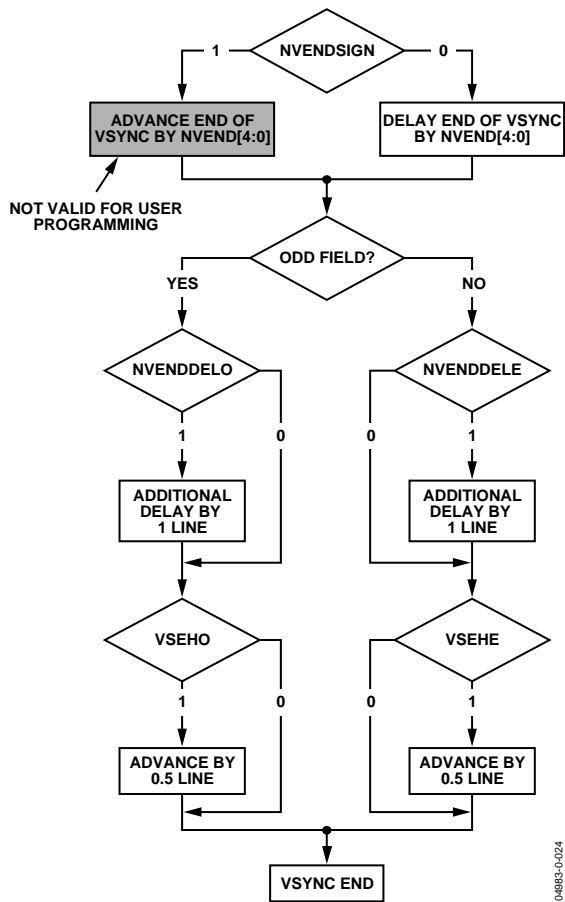 NVENDSIGN
1
0
ADVANCE END OF
VSYNC BY NVEND[4:0]
DELAY END OF VSYNC
BY NVEND[4:0]
NOT VALID FOR USER
PROGRAMMING
ODD FIELD?
YES
NO
NVENDDELO
NVENDDELE
1
0
0
1
ADDITIONAL
DELAY BY
1 LINE
ADDITIONAL
DELAY BY
1 LINE
VSEHO
VSEHE
1
0
0
1
ADVANCE BY
0.5 LINE
ADVANCE BY
0.5 LINE
VSYNC END
04983-0-024